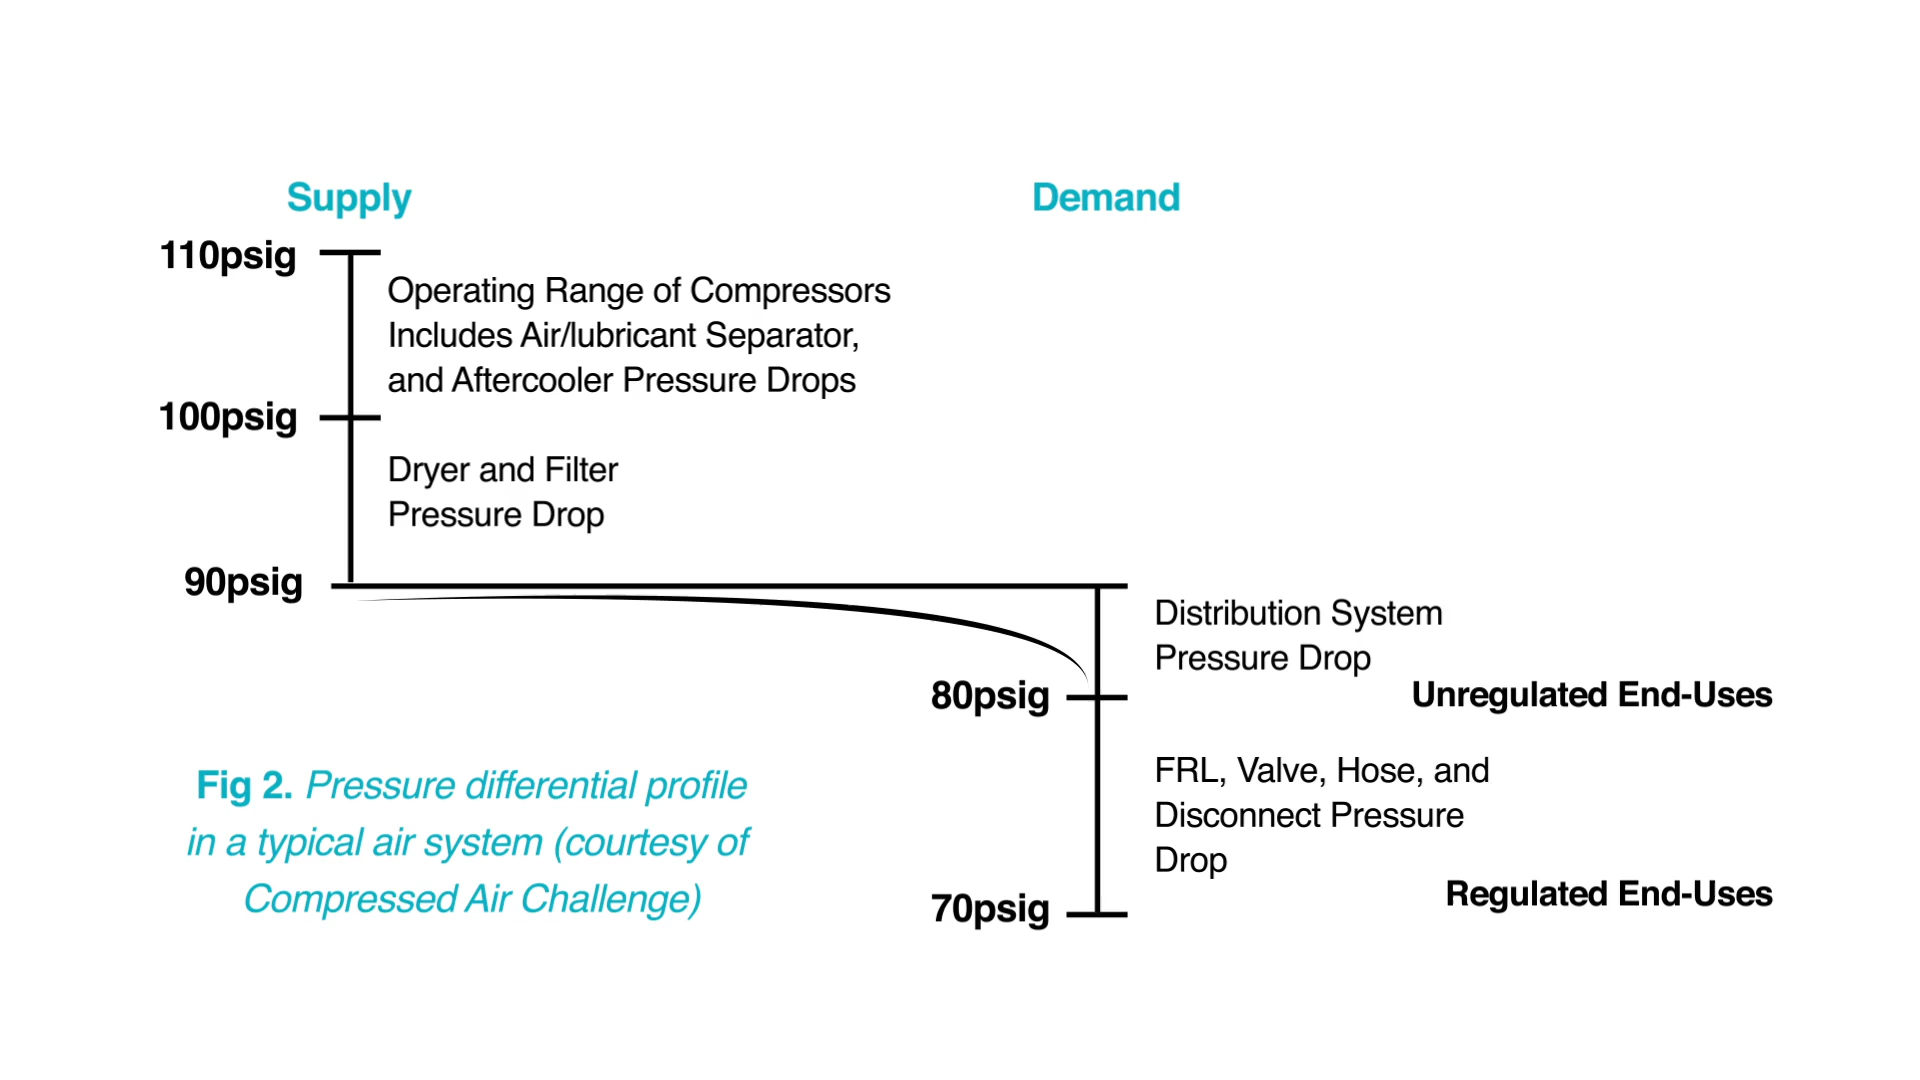 Supply
Demand
110psig
Operating Range of Compressors
Includes Air/lubricant Separator,
and Aftercooler Pressure Drops
100psig
Dryer and Filter
Pressure Drop
90psig
Distribution System
Pressure Drop
80psig
Unregulated End-Uses
FRL, Valve, Hose, and
Disconnect Pressure
Drop
70psig
Regulated End-Uses
Fig 2. Pressure differential profile
in a typical air system (courtesy of
Compressed Air Challenge)